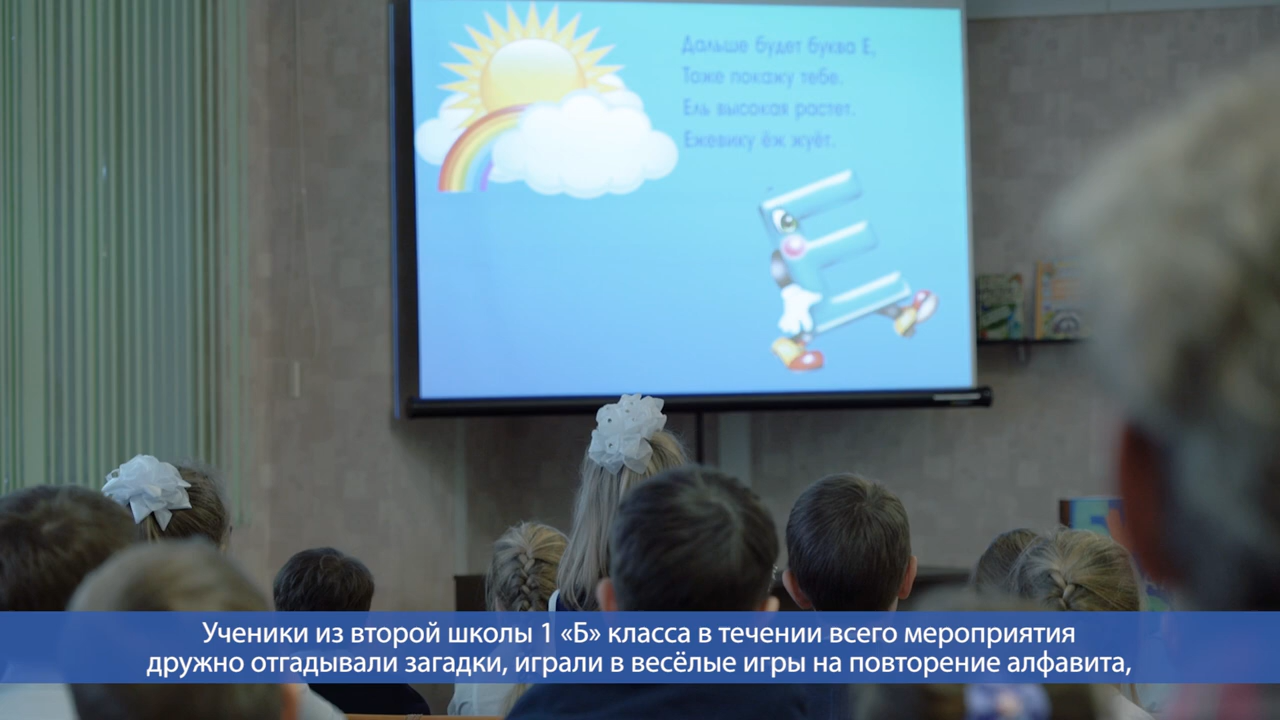 Дальше будет буква Е,
Тоже покажу тебе.
Ель высокая растет.
Ежевику ёж жуёт.
Ученики из второй школы 1 «Б» класса в течении всего мероприятия
дружно отгадывали загадки, играли в весёлые игры на повторение алфавита,